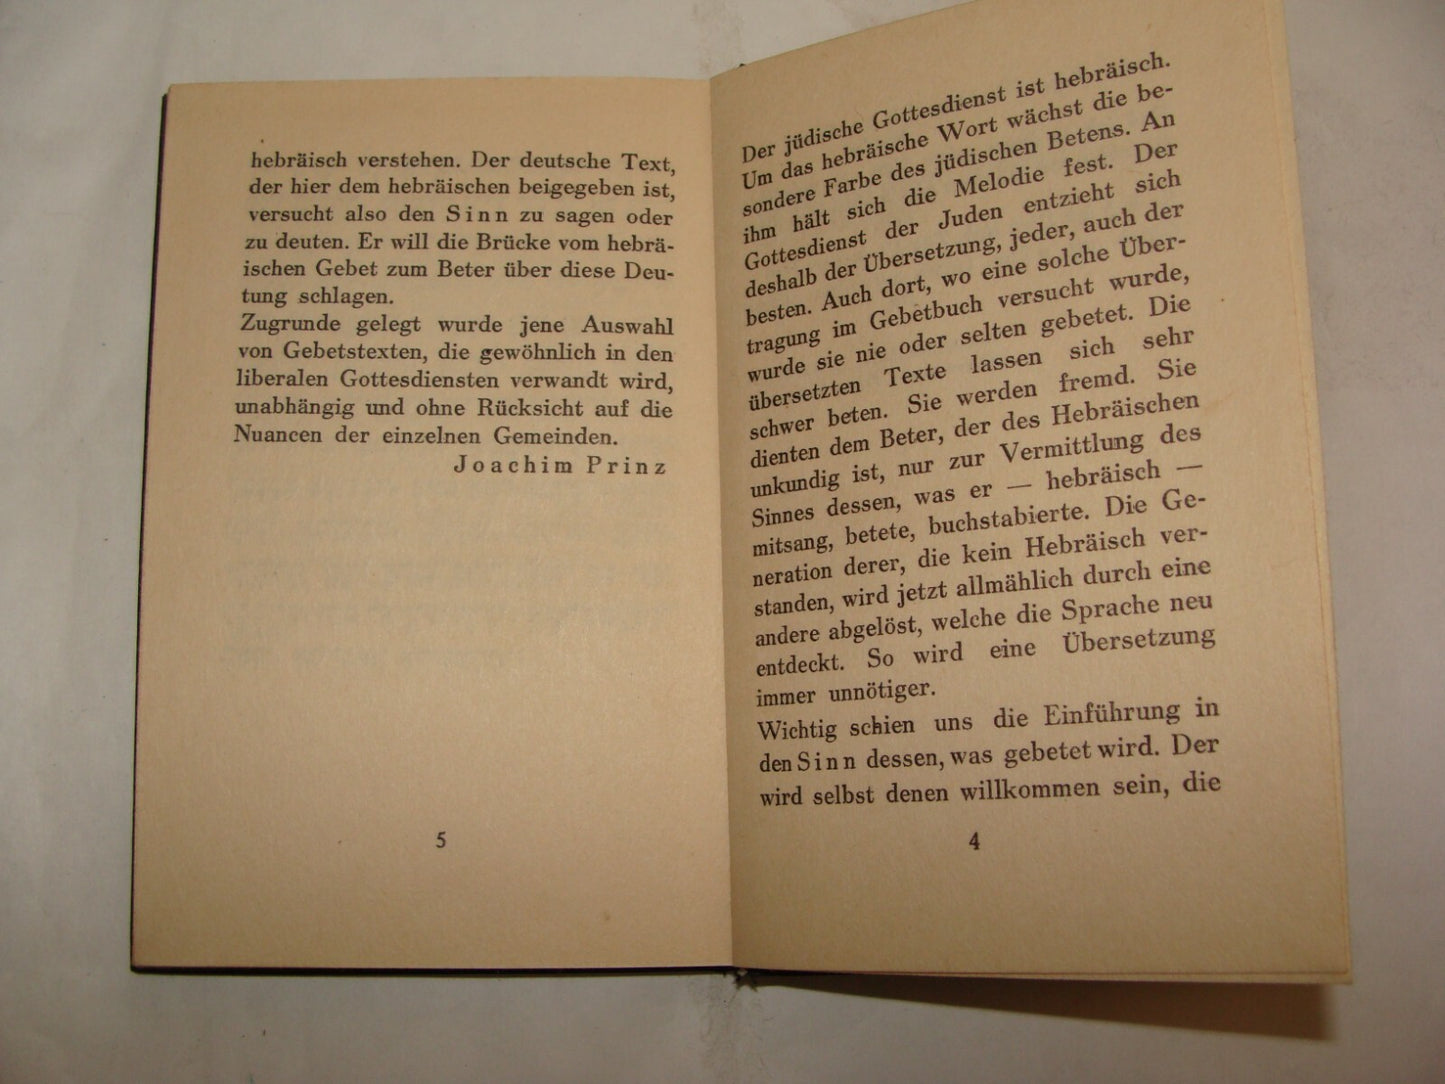 Der jüdische Gottesdienst ist hebräisch.
Um das hebräische Wort wächst die be-
sondere Farbe des jüdischen Betens. An
ihm hält sich die Melodie fest. Der
Gottesdienst der Juden entzieht sich
deshalb der Übersetzung, jeder, auch der
besten. Auch dort, wo eine solche Über-
tragung im Gebetbuch versucht wurde,
wurde sie nie oder selten gebetet. Die
übersetzten Texte lassen sich sehr
schwer beten. Sie werden fremd. Sie
dienten dem Beter, der des Hebräischen
unkundig ist, nur zur Vermittlung des
Sinnes dessen, was er — hebräisch —
mitsang, betete, buchstabierte. Die Ge-
neration derer, die kein Hebräisch ver-
standen, wird jetzt allmählich durch eine
andere abgelöst, welche die Sprache neu
entdeckt. So wird eine Übersetzung
immer unnötiger.
Wichtig schien uns die Einführung in
den Sinn dessen, was gebetet wird. Der
wird selbst denen willkommen sein, die
4
hebräisch verstehen. Der deutsche Text,
der hier dem hebräischen beigegeben ist,
versucht also den Sinn zu sagen oder
zu deuten. Er will die Brücke vom hebrä-
ischen Gebet zum Beter über diese Deu-
tung schlagen.
Zugrunde gelegt wurde jene Auswahl
von Gebetstexten, die gewöhnlich in den
liberalen Gottesdiensten verwandt wird,
unabhängig und ohne Rücksicht auf die
Nuancen der einzelnen Gemeinden.
Joachim Prinz
5